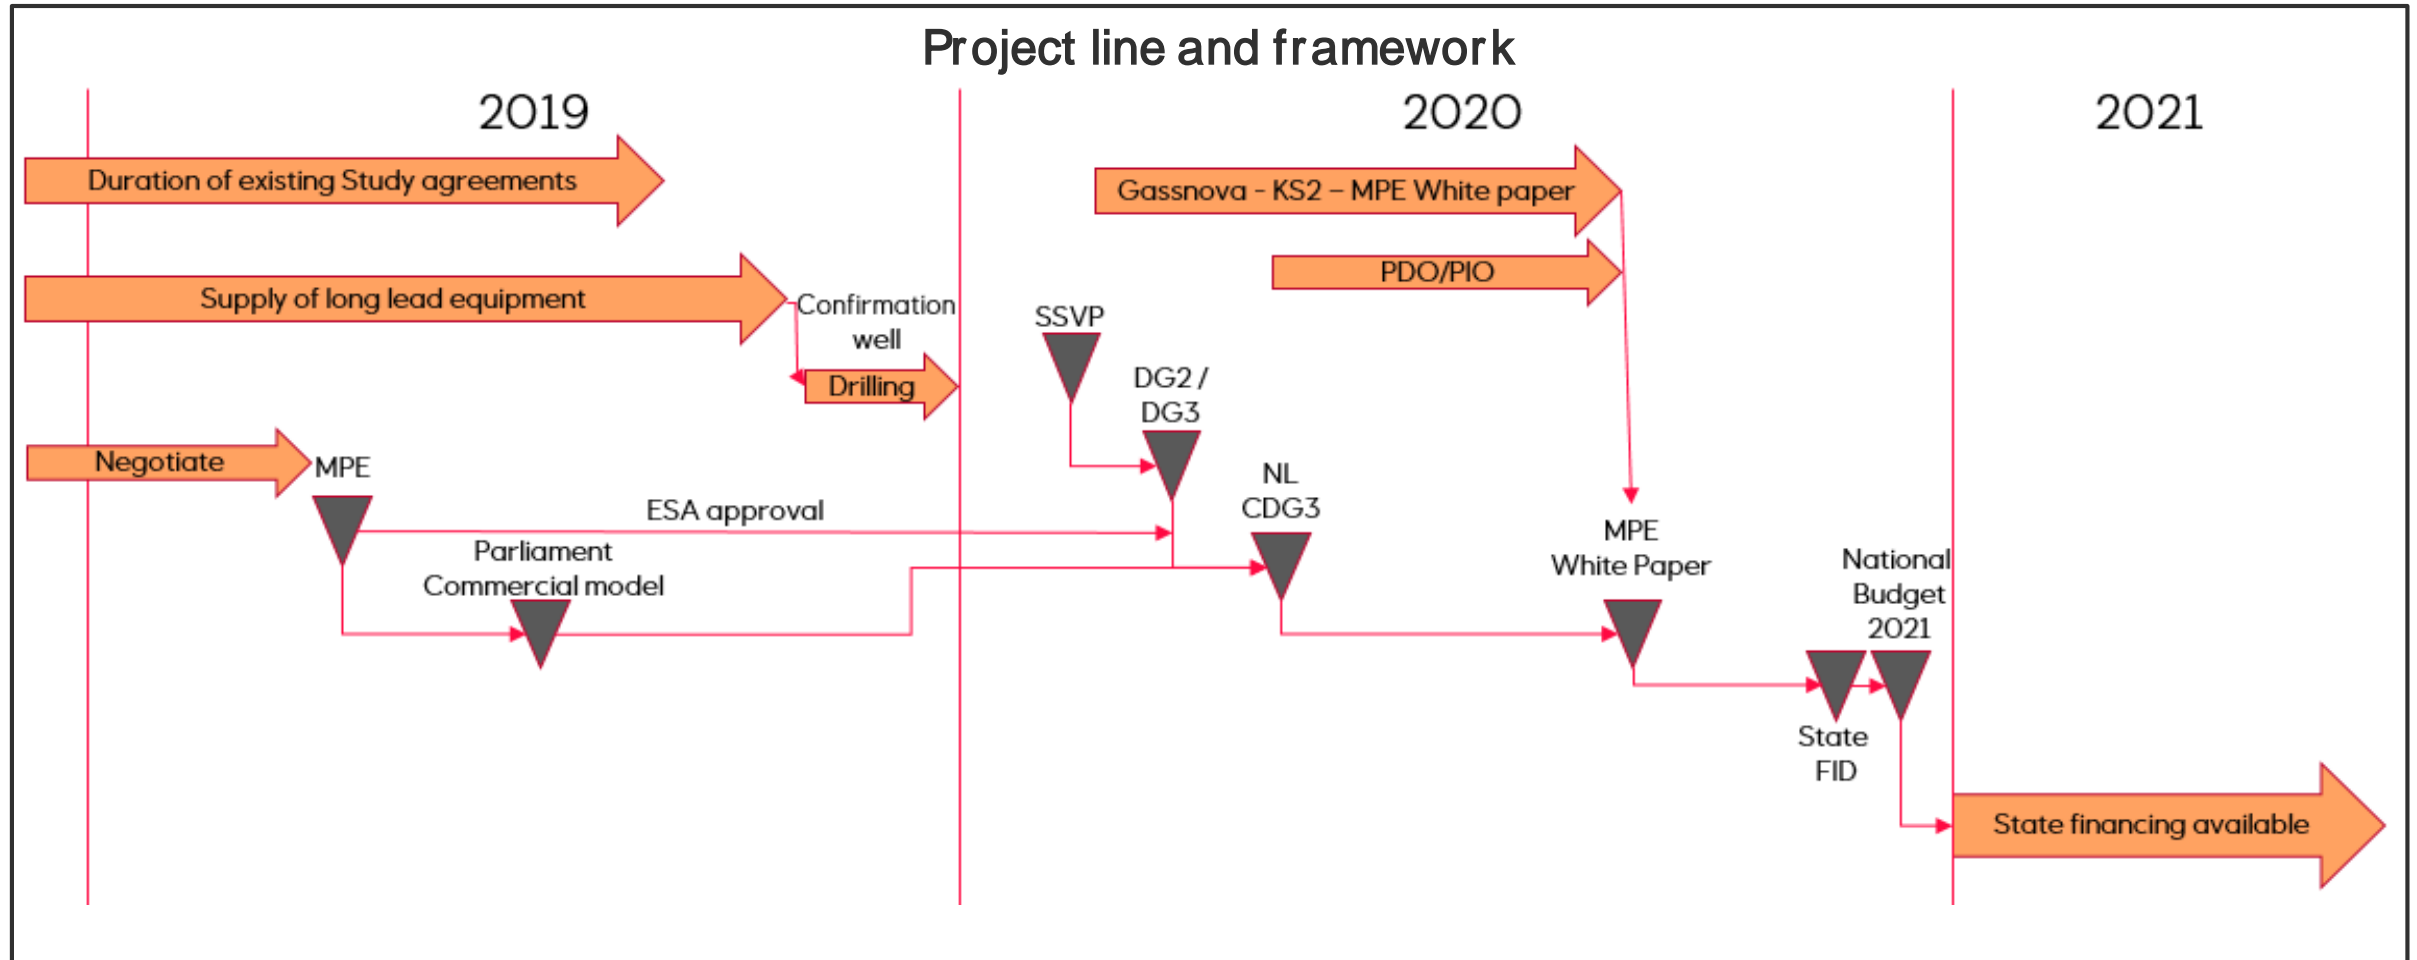 Project line and framework
2019
2020
2021
Duration of existing Study agreements
Gassnova - KS2 – MPE White paper
PDO/PIO
Supply of long lead equipment
Confirmation
well
SSVP
Drilling
DG2 /
DG3
Negotiate
MPE
NL
CDG3
ESA approval
Parliament
Commercial model
MPE
White Paper
National
Budget
2021
State
FID
State financing available